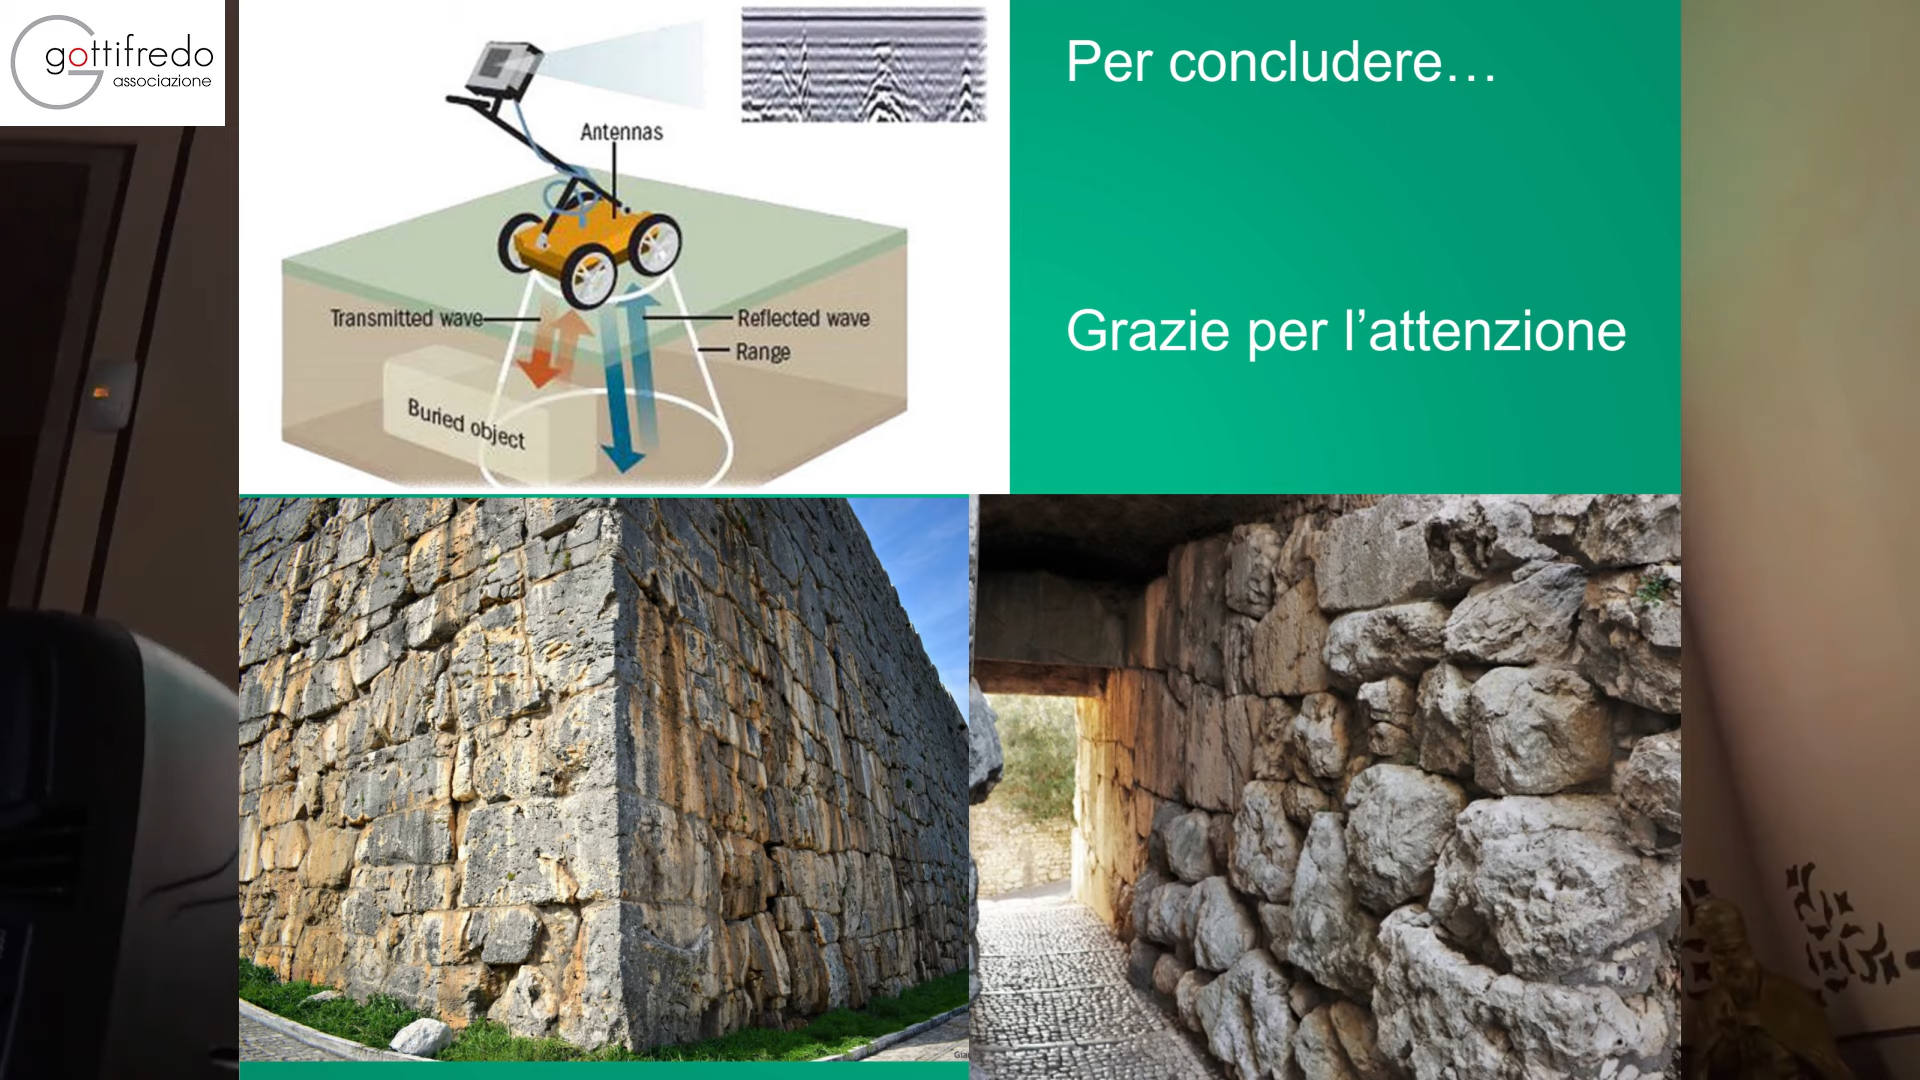 gottifredo
associazione
Per concludere…
Antennas
Transmitted wave
Reflected wave
Range
Buried object
Grazie per l’attenzione